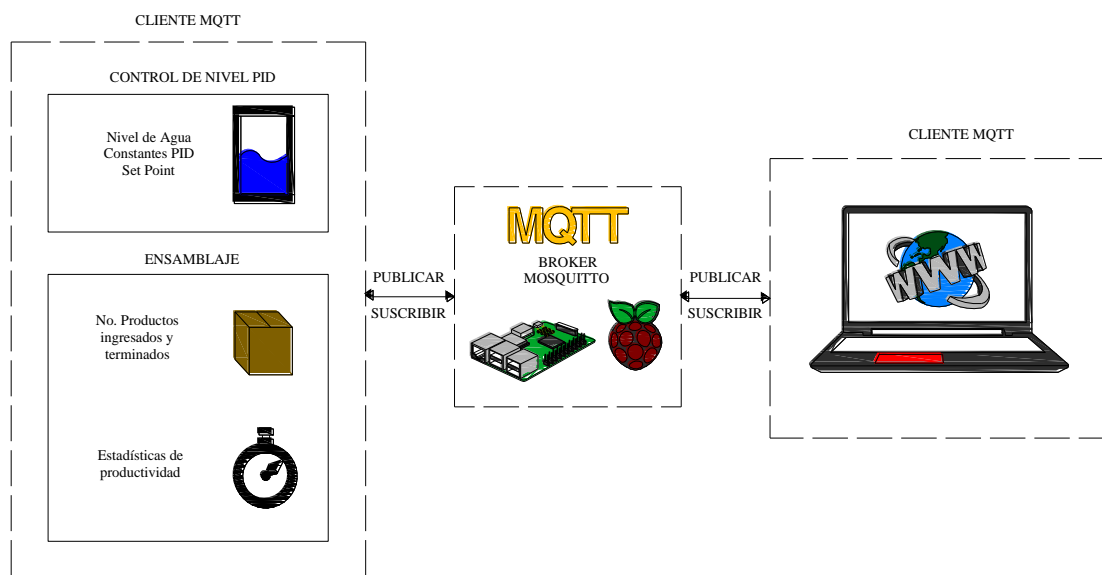 CLIENTE MQTT
CONTROL DE NIVEL PID
Nivel de Agua
Constantes PID
Set Point
ENSAMBLAJE
No. Productos
ingresados y
terminados
Estadísticas de
productividad
PUBLICAR
SUSCRIBIR
MQTT
BROKER
MOSQUITTO
PUBLICAR
SUSCRIBIR
CLIENTE MQTT
WWW